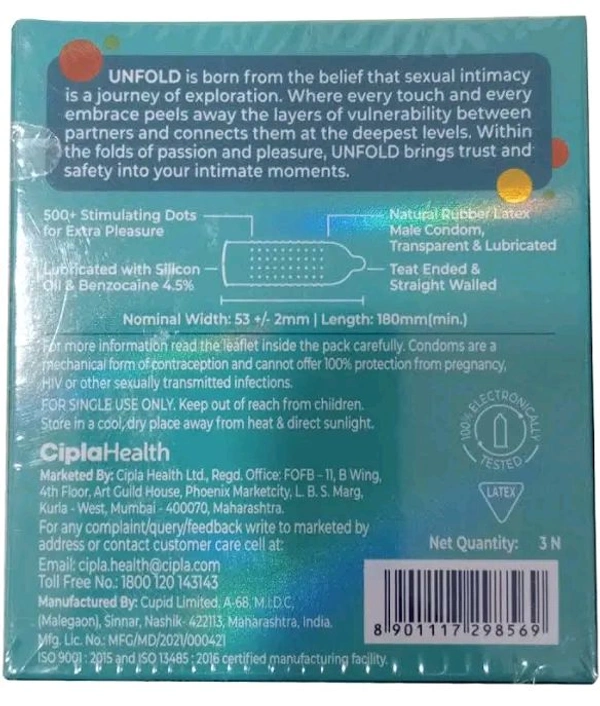 UNFOLD is born from the belief that sexual intimacy
is a journey of exploration. Where every touch and every
embrace peels away the layers of vulnerability between
partners and connects them at the deepest levels. Within
the folds of passion and pleasure, UNFOLD brings trust and
safety into your intimate moments.
500+ Stimulating Dots
for Extra Pleasure
Natural Rubber Latex
Male Condom,
Transparent & Lubricated
Lubricated with Silicon
Oil & Benzocaine 4.5%
Teat Ended &
Straight Walled
Nominal Width: 53 +/- 2mm | Length: 180mm(min.)
For more information read the leaflet inside the pack carefully. Condoms are a
mechanical form of contraception and cannot offer 100% protection from pregnancy,
HIV or other sexually transmitted infections.
FOR SINGLE USE ONLY. Keep out of reach from children.
Store in a cool, dry place away from heat & direct sunlight.
100% ELECTRONICALLY
TESTED
CiplaHealth
LATEX
Marketed By: Cipla Health Ltd., Regd. Office: FOFB - 11, B Wing,
4th Floor, Art Guild House, Phoenix Marketcity, L. B. S. Marg,
Kurla - West, Mumbai - 400070, Maharashtra.
For any complaint/query/feedback write to marketed by
address or contact customer care cell at:
Email: cipla.health@cipla.com
Toll Free No.: 1800 120 143143
Net Quantity: 3 N
Manufactured By: Cupid Limited, A-68, M.I.D.C,
(Malegaon), Sinnar, Nashik- 422113, Maharashtra, India.
Mfg. Lic. No.: MFG/MD/2021/000421
ISO 9001 : 2015 and ISO 13485 : 2016 certified manufacturing facility.
8 901117 298569